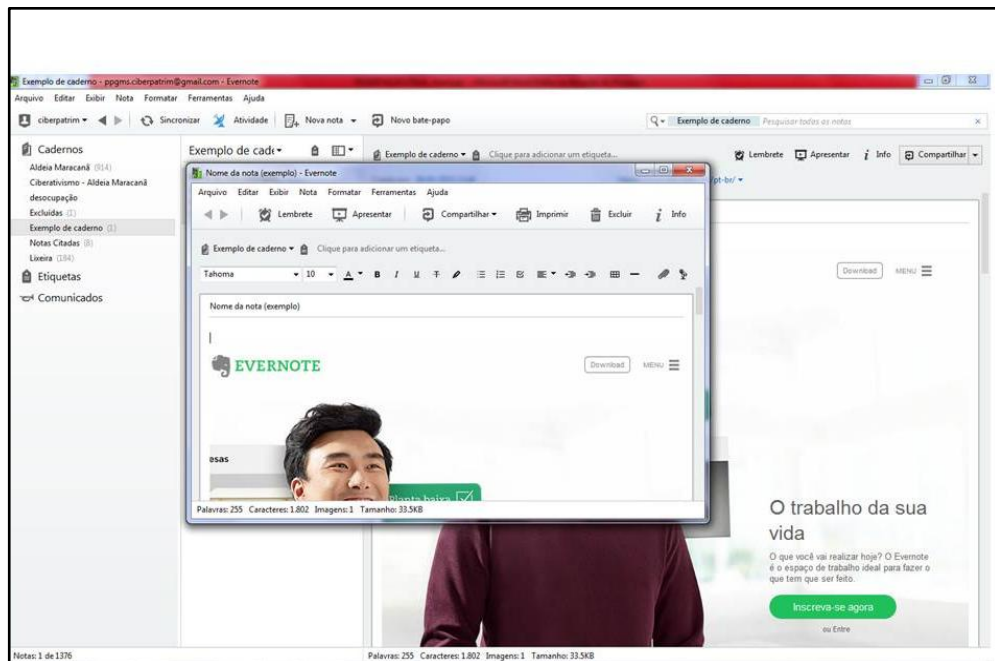 Exemplo de caderno - ppgms.ciberpatrim@gmail.com - Evernote
Arquivo Editar Exibir Nota Formatar Ferramentas Ajuda
ciberpatrim Sincronizar Atividade Nova nota Novo bate-papo Exemplo de caderno Pesquisar todas as notas
Cadernos
Aldeia Maracanã (914)
Ciberativismo - Aldeia Maracanã
desocupação
Excluídas (1)
Exemplo de caderno (1)
Notas Citadas (8)
Lixeira (184)
Etiquetas
Comunicados
Exemplo de cade
Exemplo de caderno Clique para adicionar um etiqueta... Lembrete Apresentar Info Compartilhar
/pt-br/
Nome da nota (exemplo) - Evernote
Arquivo Editar Exibir Nota Formatar Ferramentas Ajuda
Lembrete Apresentar Compartilhar Imprimir Excluir Info
Exemplo de caderno Clique para adicionar um etiqueta...
Tahoma 10 A B I U T
Nome da nota (exemplo)
EVERNOTE Download MENU
esas
Planta baixa
Palavras: 255 Caracteres: 1.802 Imagens: 1 Tamanho: 33.5KB
Download MENU
O trabalho da sua
vida
O que você vai realizar hoje? O Evernote
é o espaço de trabalho ideal para fazer o
que tem que ser feito.
Inscreva-se agora
ou Entre
Notas: 1 de 1376 Palavras: 255 Caracteres: 1.802 Imagens: 1 Tamanho: 33.5KB